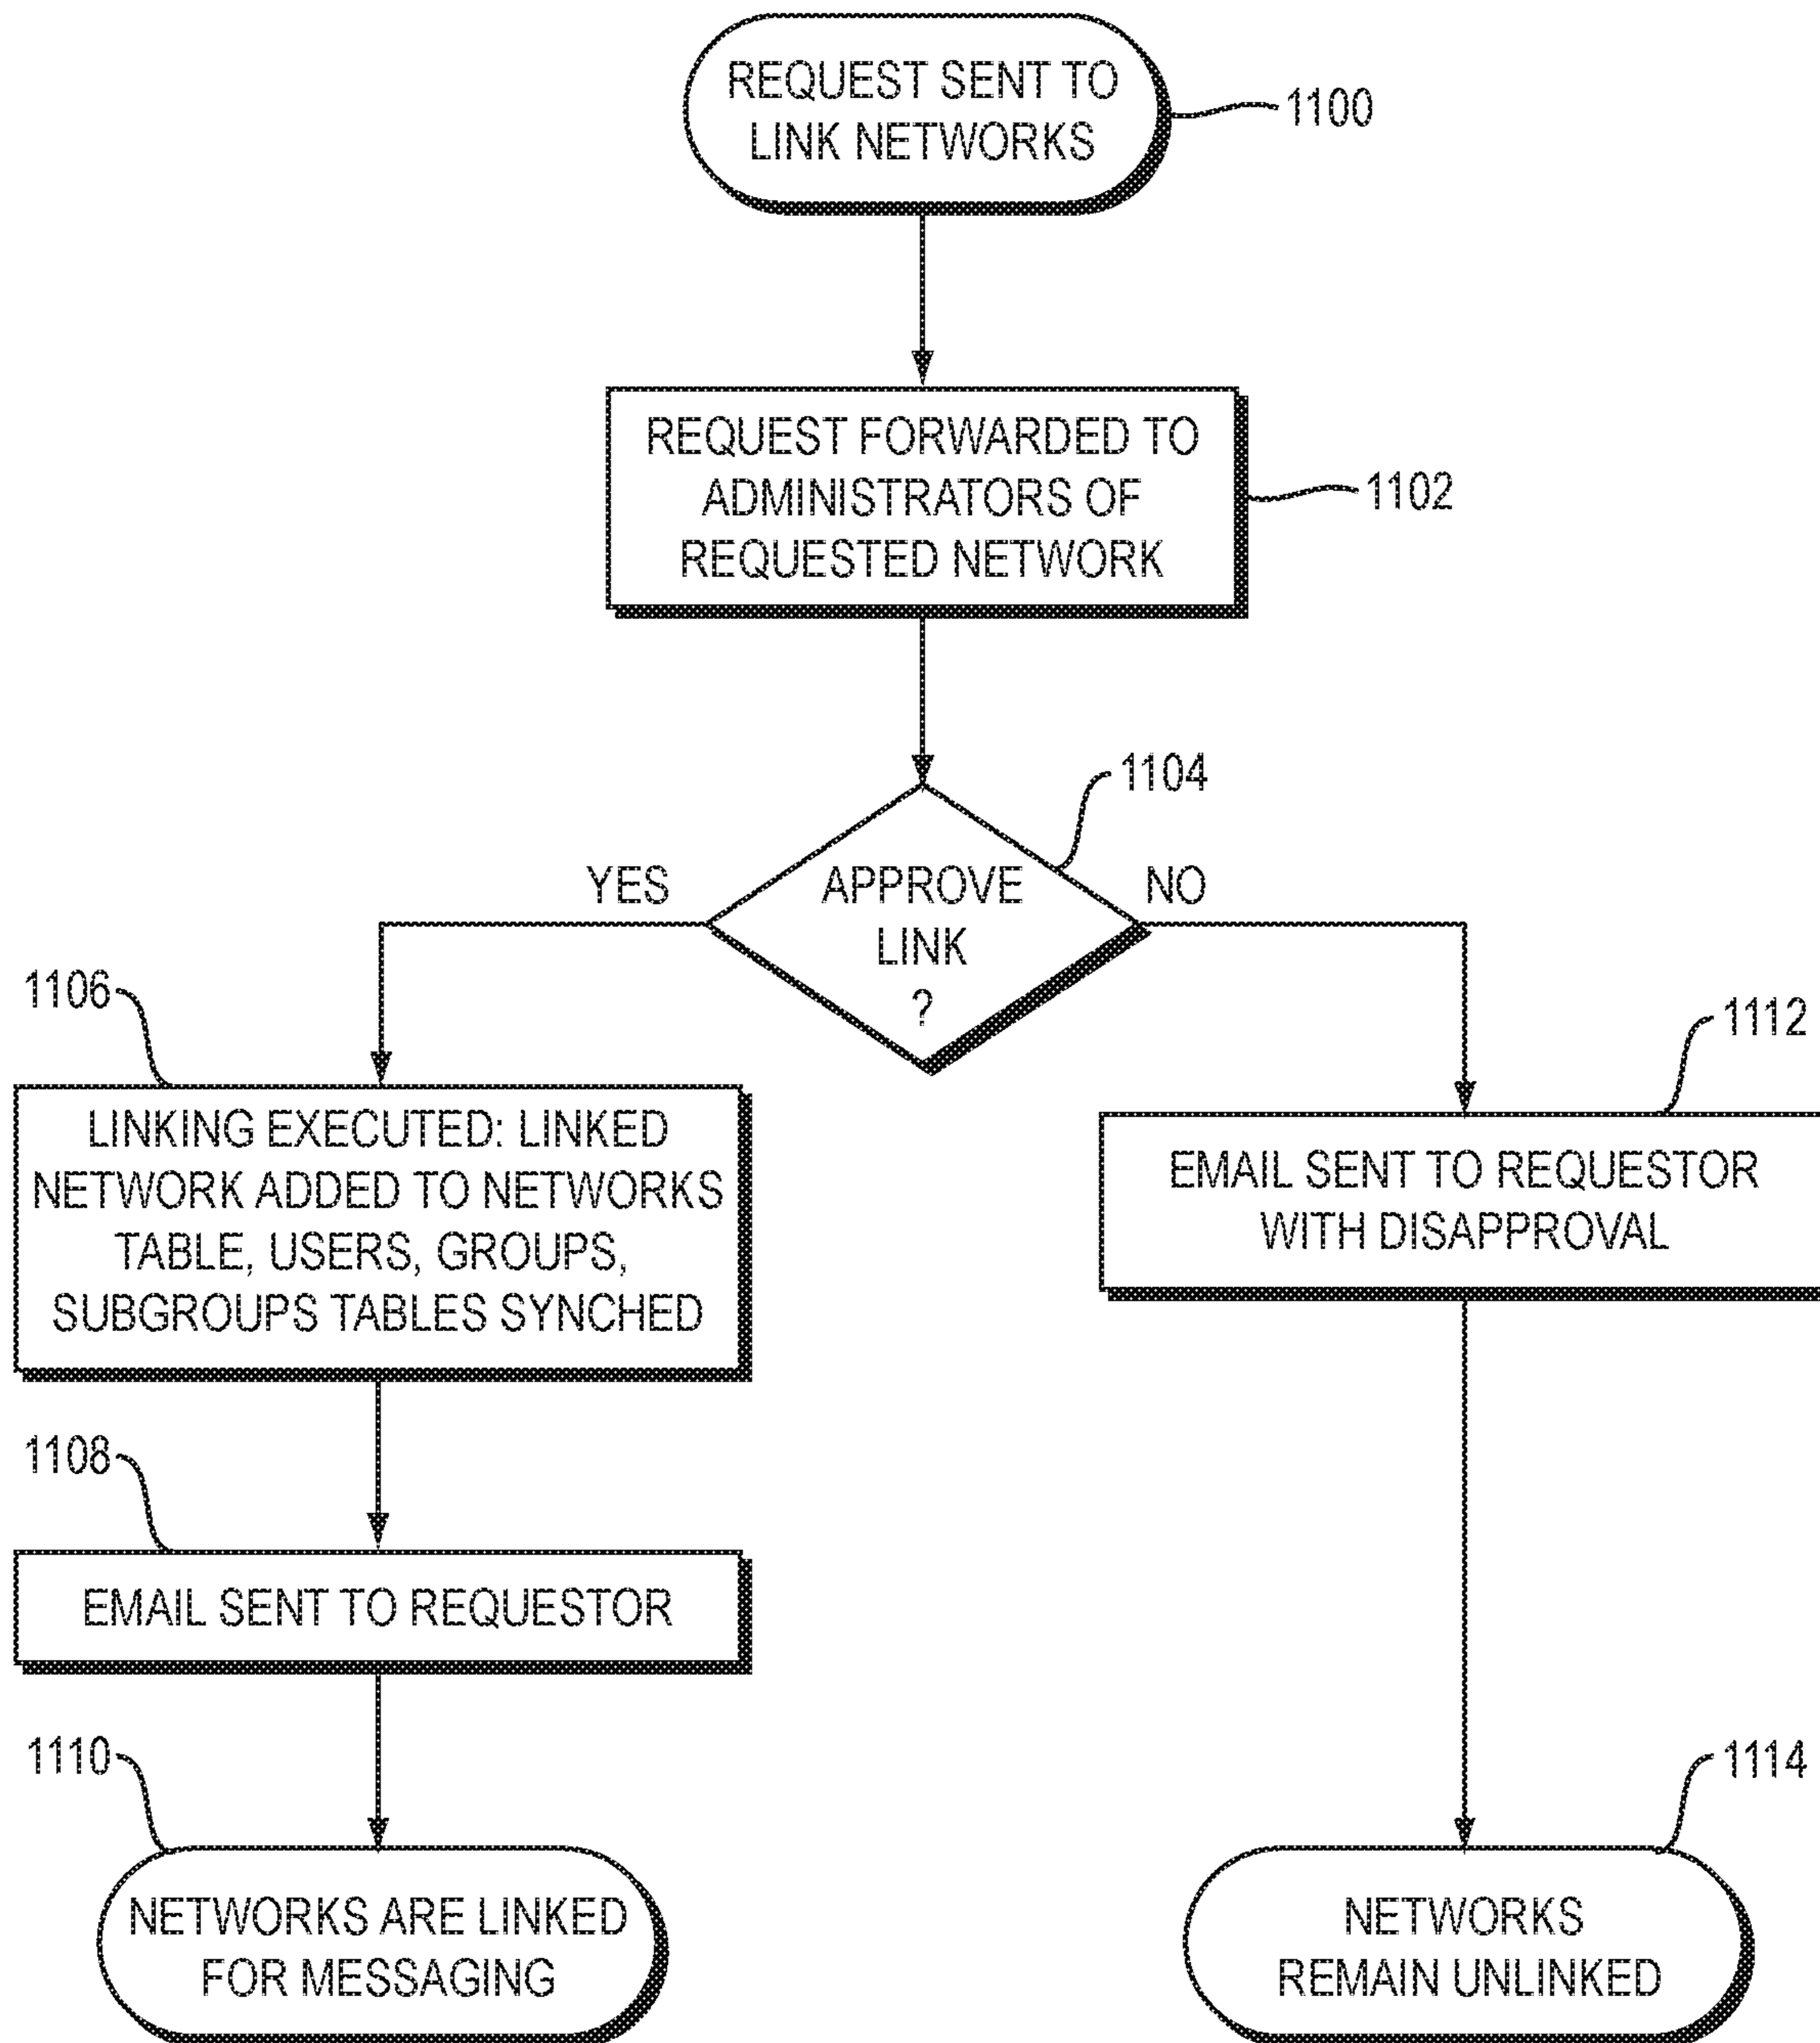 REQUEST SENT TO
LINK NETWORKS
1100
REQUEST FORWARDED TO
ADMINISTRATORS OF
REQUESTED NETWORK
1102
1104
YES
APPROVE
LINK
?
NO
1106
LINKING EXECUTED: LINKED
NETWORK ADDED TO NETWORKS
TABLE, USERS, GROUPS,
SUBGROUPS TABLES SYNCHED
1112
EMAIL SENT TO REQUESTOR
WITH DISAPPROVAL
1108
EMAIL SENT TO REQUESTOR
1110
NETWORKS ARE LINKED
FOR MESSAGING
1114
NETWORKS
REMAIN UNLINKED